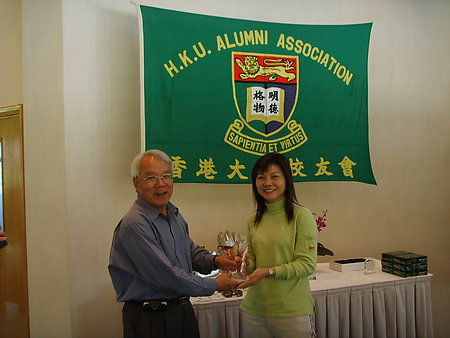 H.K.U. ALUMNI ASSOCIATION
明德
格物
SAPIENTIA ET VIRTUS
香港大學校友會